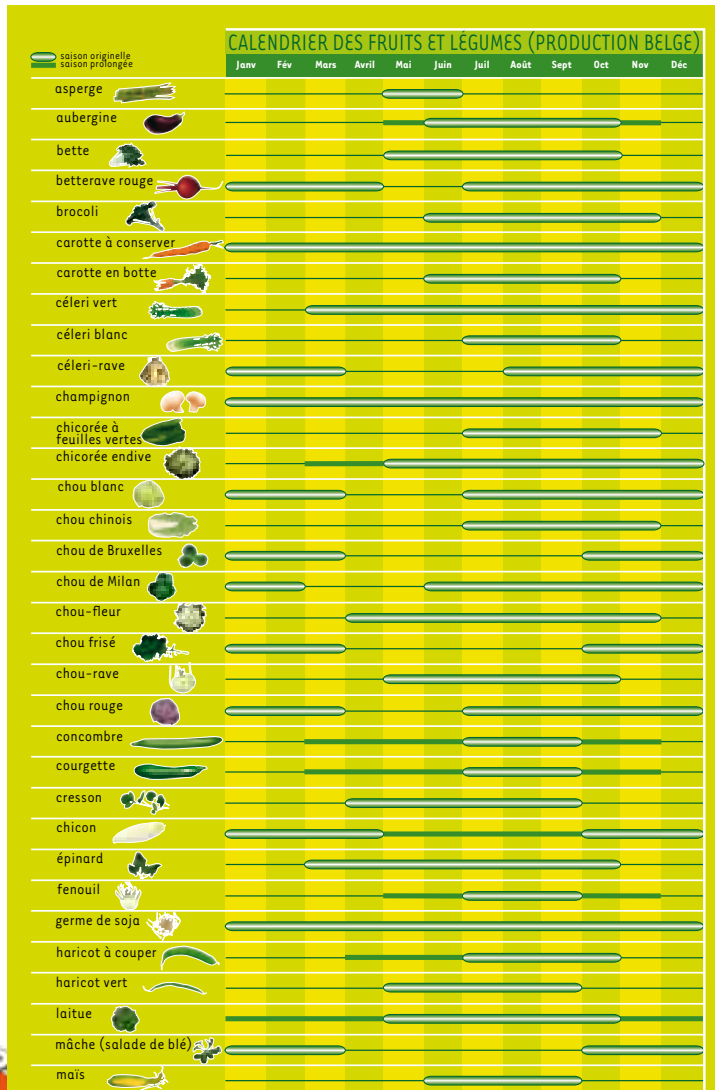 CALENDRIER DES FRUITS ET LÉGUMES (PRODUCTION BELGE)
saison originelle
saison prolongée
Janv Fév Mars Avril Mai Juin Juil Août Sept Oct Nov Déc
asperge
aubergine
bette
betterave rouge
brocoli
carotte à conserver
carotte en botte
céleri vert
céleri blanc
céleri-rave
champignon
chicorée à
feuilles vertes
chicorée endive
chou blanc
chou chinois
chou de Bruxelles
chou de Milan
chou-fleur
chou frisé
chou-rave
chou rouge
concombre
courgette
cresson
chicon
épinard
fenouil
germe de soja
haricot à couper
haricot vert
laitue
mâche (salade de blé)
maïs